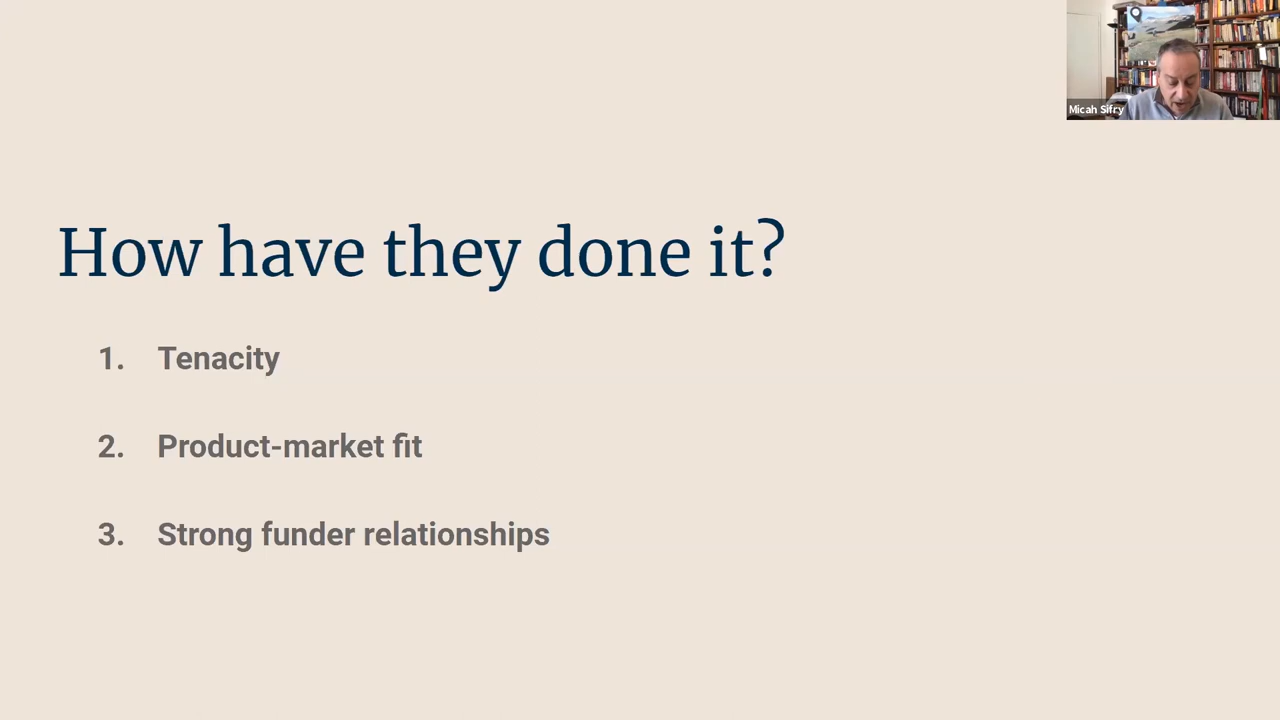 Micah Sifry
How have they done it?
1. Tenacity
2. Product-market fit
3. Strong funder relationships